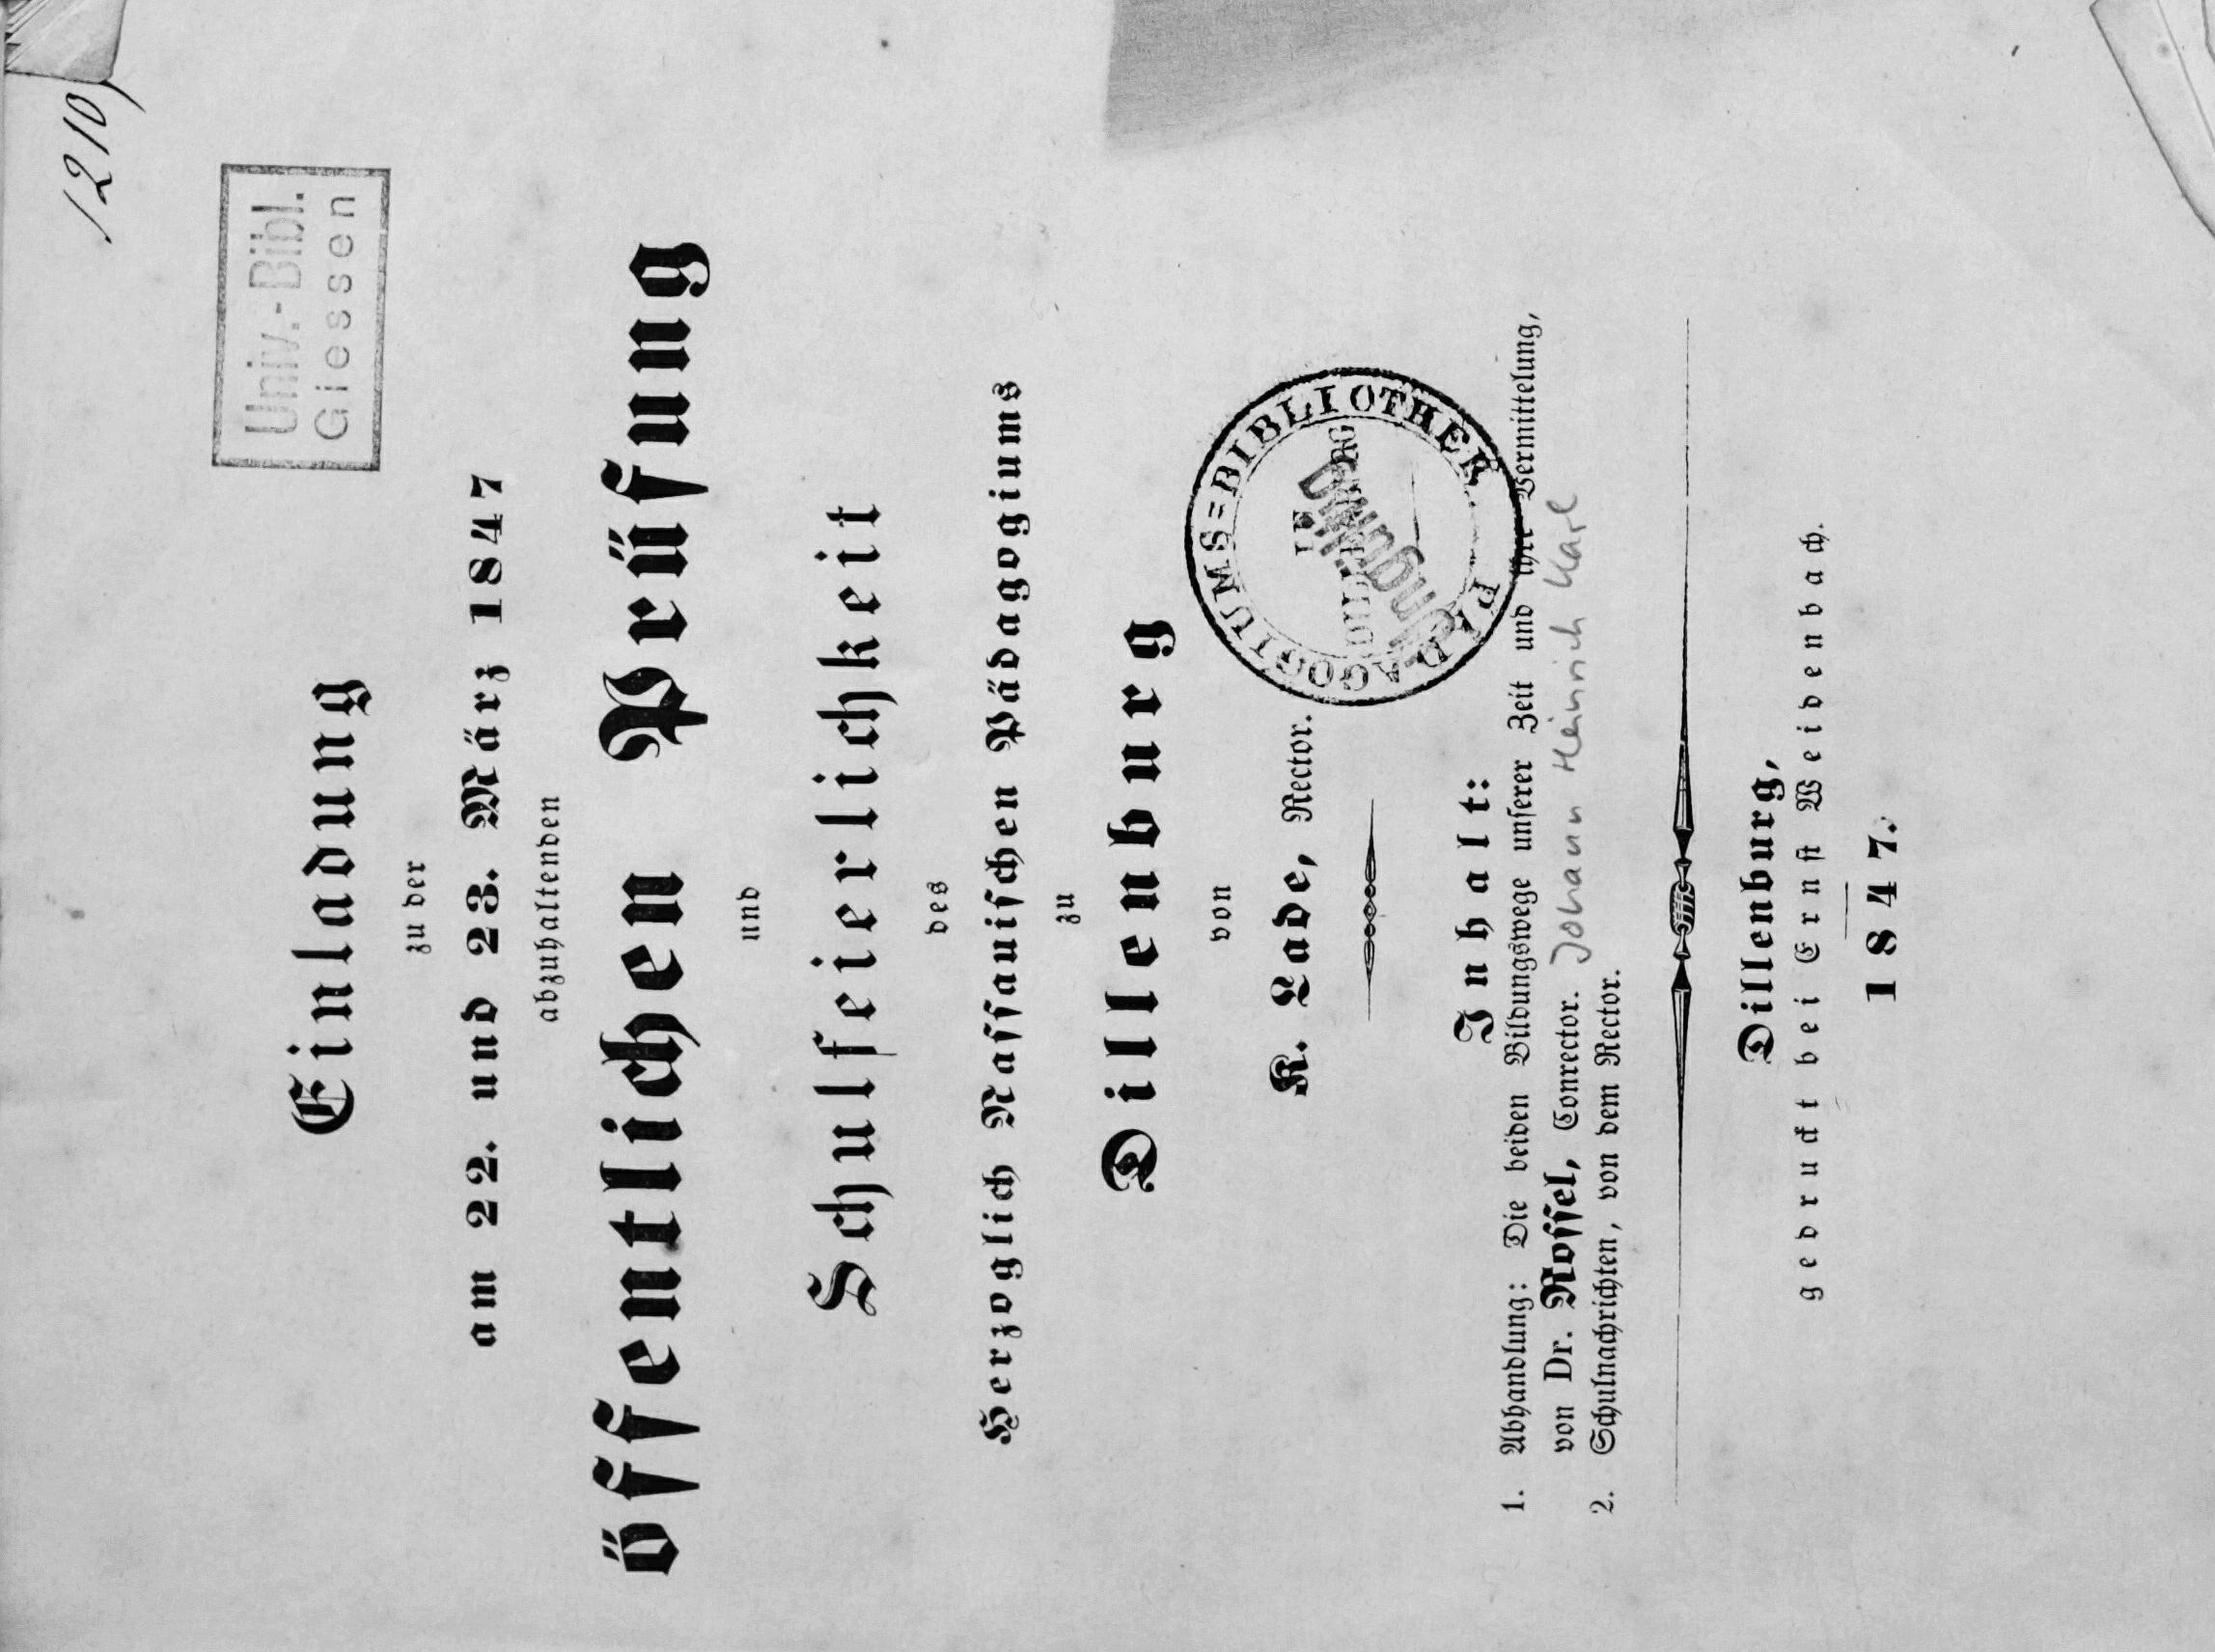 1210
Univ.-Bibl.
Giessen
Einladung
zu der
am 22. und 23. März 1847
abzuhaltenden
öffentlichen Prüfung
und
Schulfeierlichkeit
des
Herzoglich Nassauischen Pädagogiums
zu
Dillenburg
von
K. Lade, Rector.
PÆDAGOGIUMS=BIBLIOTHEK
Inhalt:
1. Abhandlung: Die beiden Bildungswege unserer Zeit und ihre Vermittelung,
von Dr. Rossel, Conrector. Johann Heinrich Karl
2. Schulnachrichten, von dem Rector.
Dillenburg,
gedruckt bei Ernst Weidenbach.
1847.